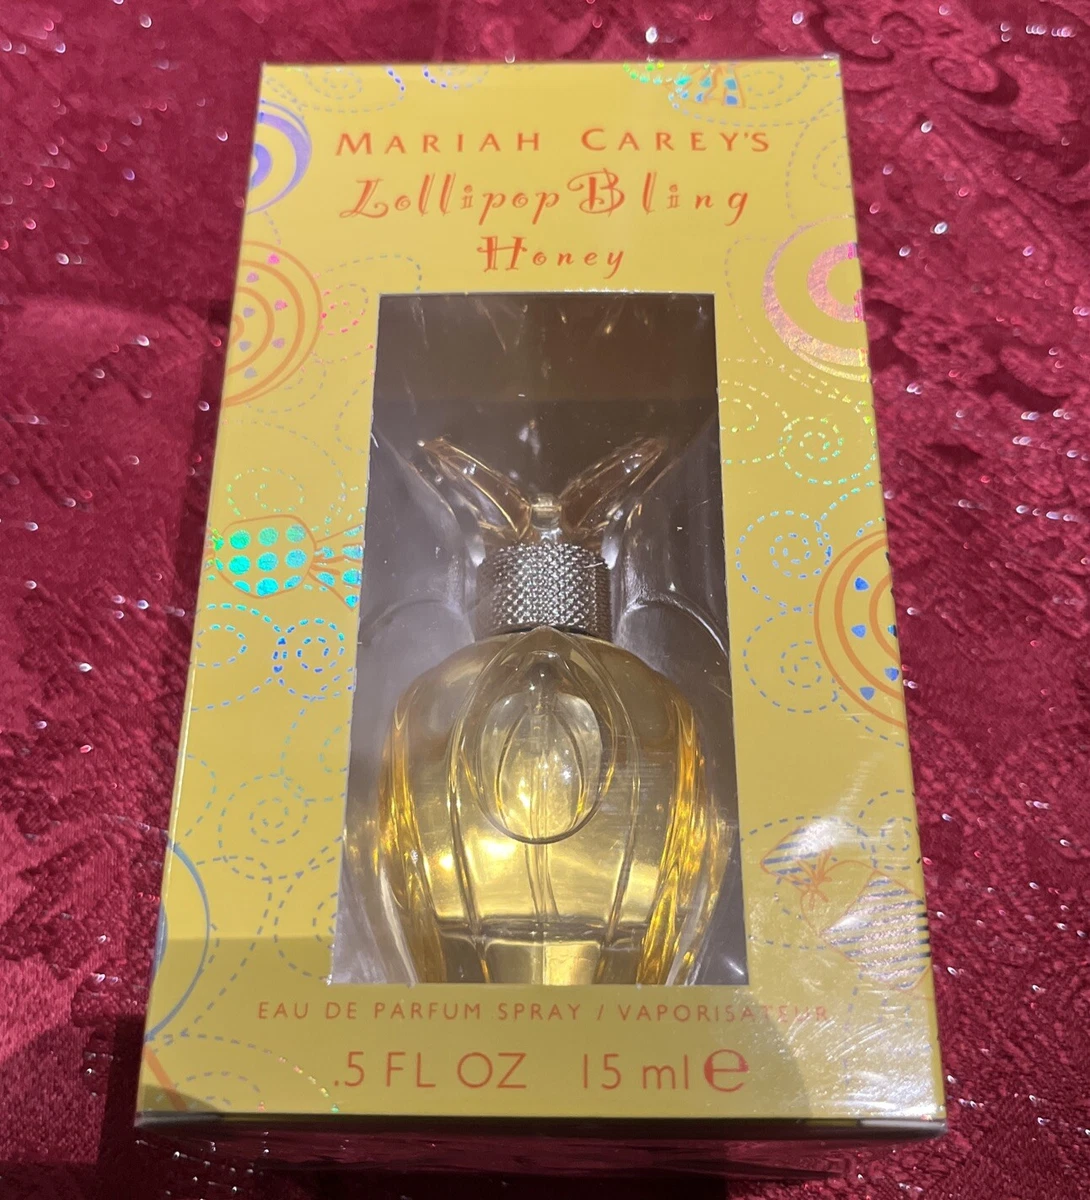 MARIAH CAREY'S
Lollipop Bling
Honey
EAU DE PARFUM SPRAY / VAPORISATEUR
.5 FL OZ 15 ml e